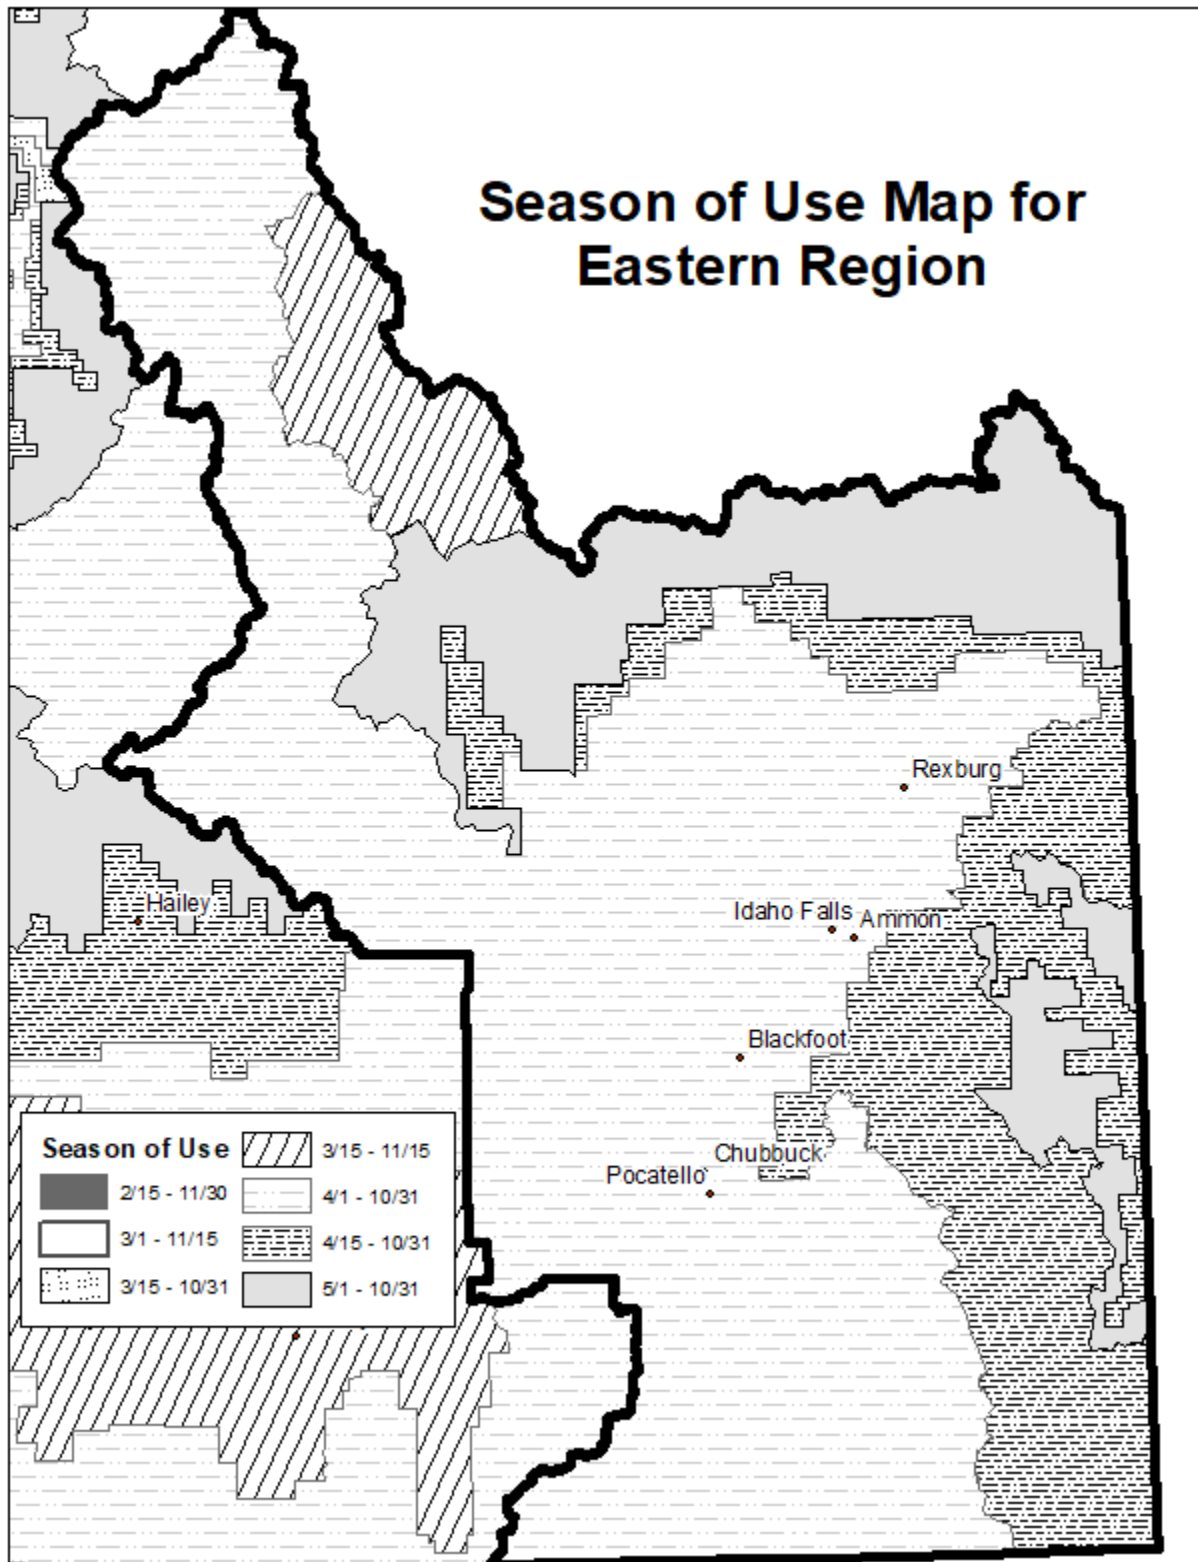 Season of Use Map for
Eastern Region
Rexburg
Hailey
Idaho Falls
Ammon
Blackfoot
Chubbuck
Pocatello
Season of Use
2/15 - 11/30
3/1 - 11/15
3/15 - 10/31
3/15 - 11/15
4/1 - 10/31
4/15 - 10/31
5/1 - 10/31